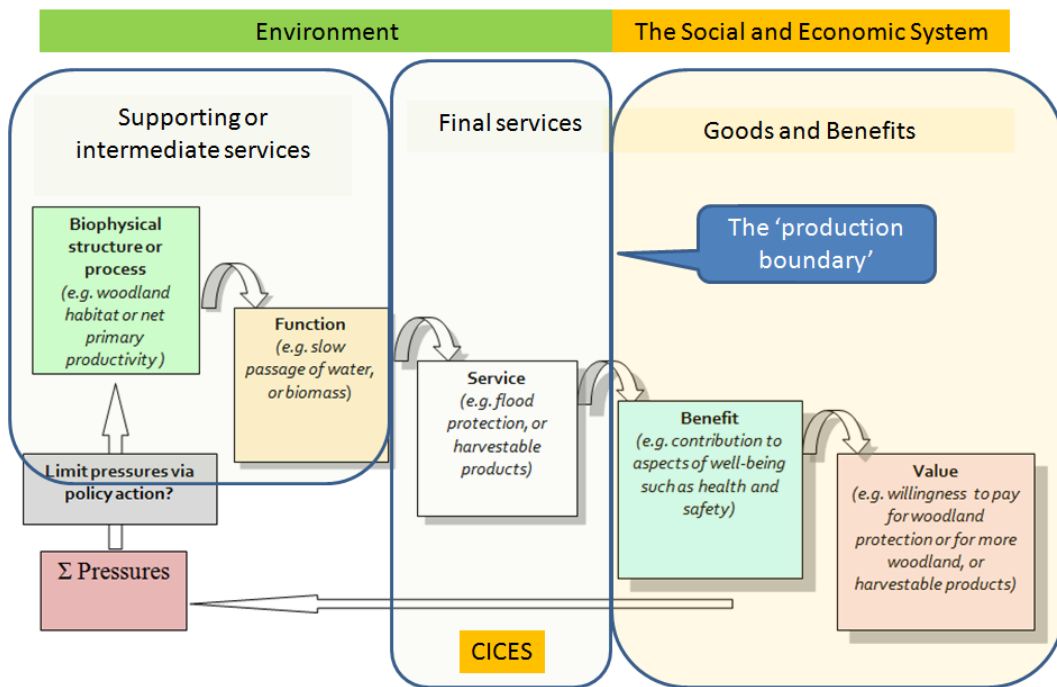 Environment
The Social and Economic System
Supporting or
intermediate services
Final services
Goods and Benefits
The ‘production
boundary’
Biophysical
structure or
process
(e.g. woodland
habitat or net
primary
productivity )
Function
(e.g. slow
passage of water,
or biomass)
Service
(e.g. flood
protection, or
harvestable
products)
Benefit
(e.g. contribution to
aspects of well-being
such as health and
safety)
Value
(e.g. willingness to pay
for woodland
protection or for more
woodland, or
harvestable products)
Limit pressures via
policy action?
Σ Pressures
CICES